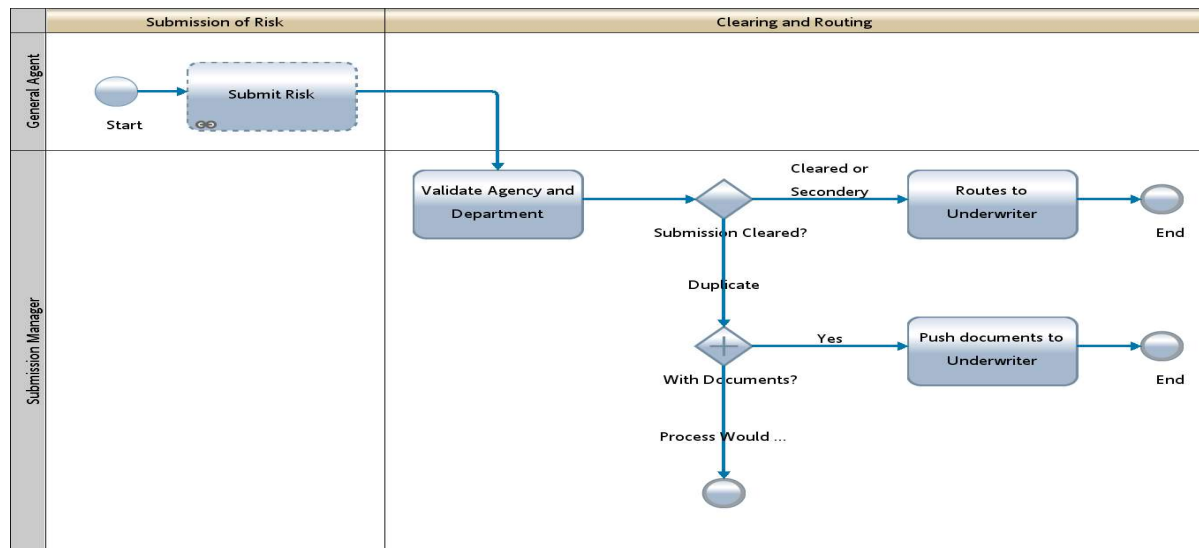 Submission of Risk
Clearing and Routing
General Agent
Submit Risk
Start
Submission Manager
Validate Agency and
Department
Cleared or
Secondery
Submission Cleared?
Routes to
Underwriter
End
Duplicate
Yes
With Documents?
Push documents to
Underwriter
End
Process Would ...